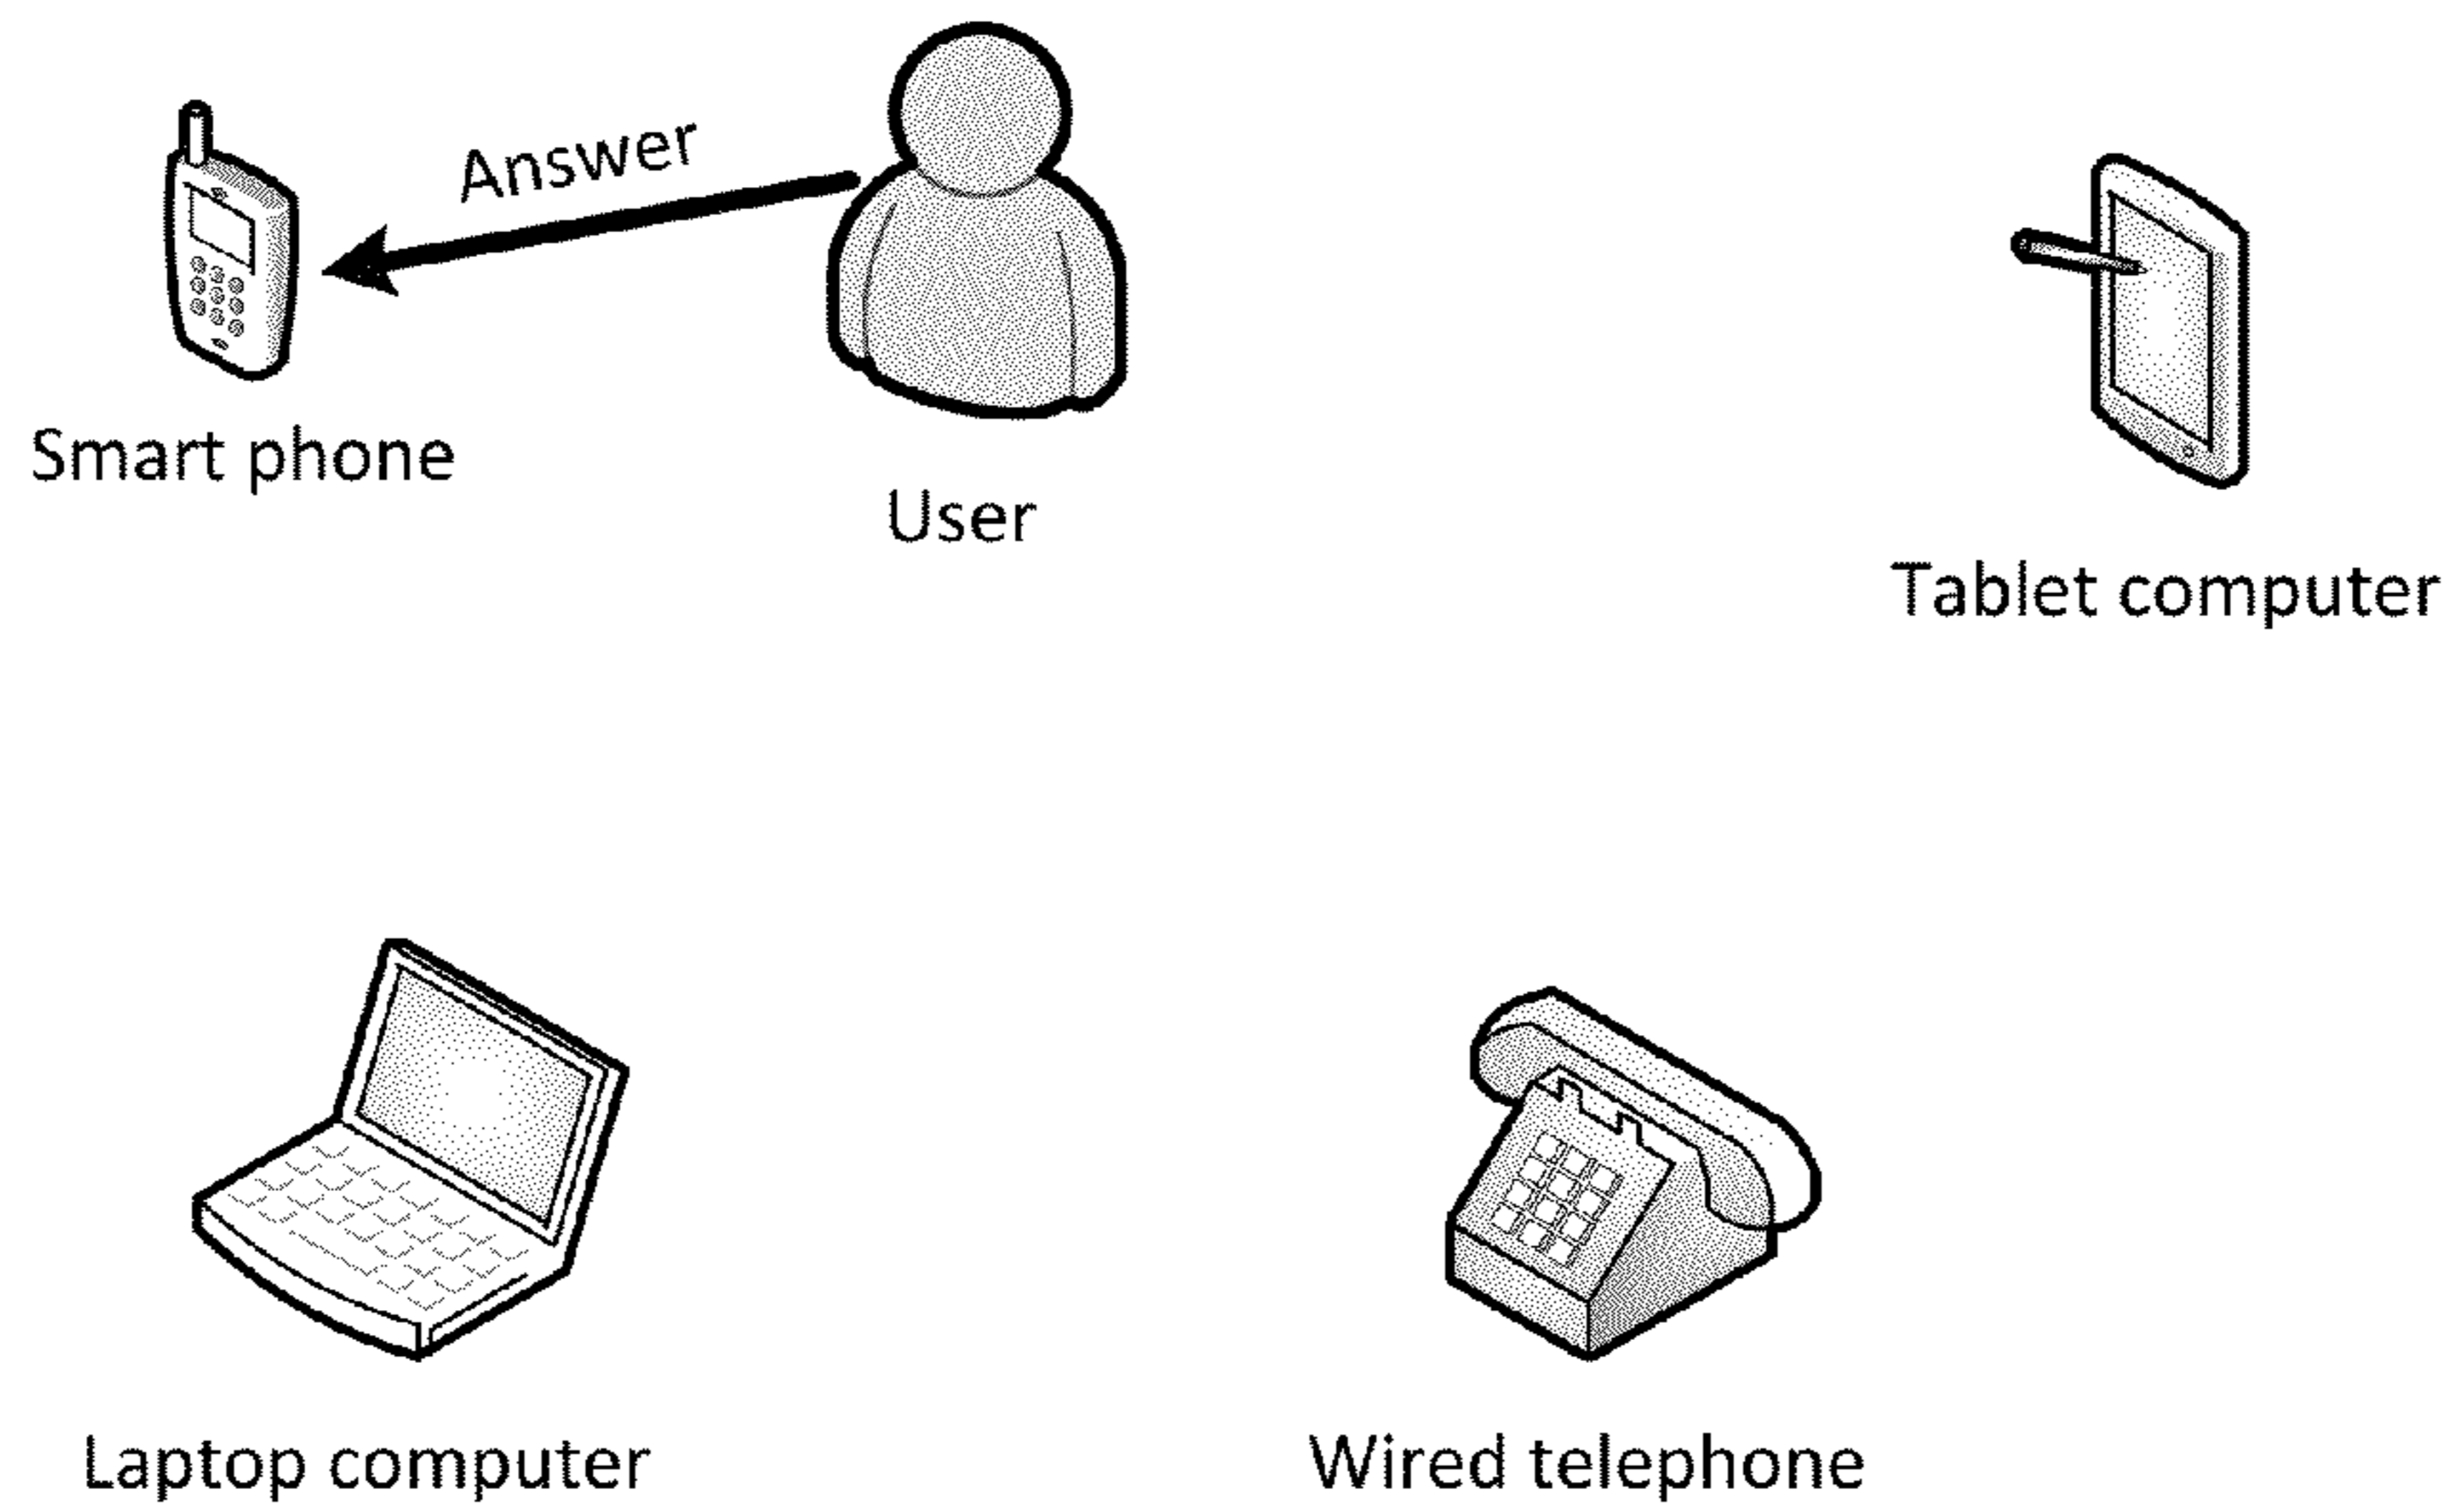 Answer
Smart phone
User
Tablet computer
Laptop computer
Wired telephone